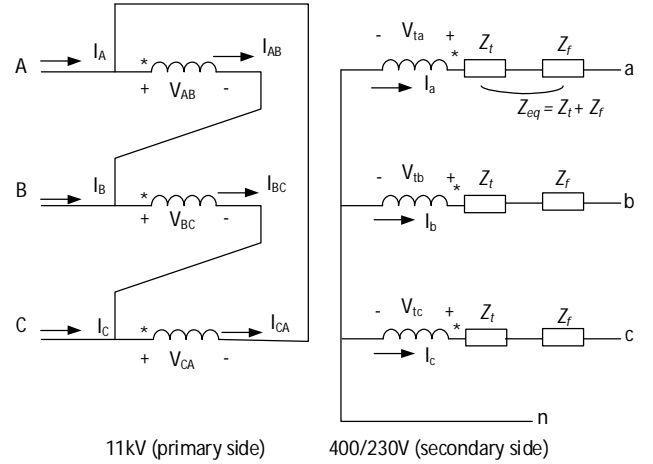 A I_A * I_AB
+ V_AB -
B I_B * I_BC
+ V_BC -
C I_C * I_CA
+ V_CA -
11kV (primary side)
- V_ta + * Z_t Z_f a
I_a
Z_eq = Z_t + Z_f
- V_tb + * Z_t Z_f b
I_b
- V_tc + * Z_t Z_f c
I_c
n
400/230V (secondary side)